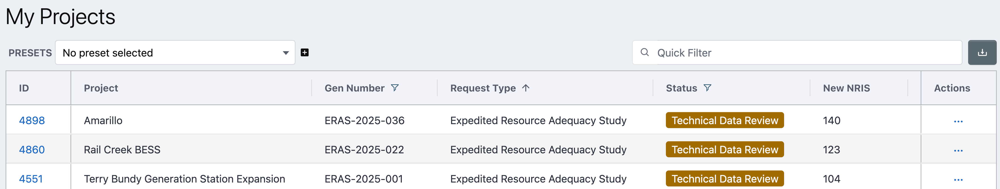 My Projects
PRESETS No preset selected Quick Filter
ID Project Gen Number Request Type Status New NRIS Actions
4898 Amarillo ERAS-2025-036 Expedited Resource Adequacy Study Technical Data Review 140 ...
4860 Rail Creek BESS ERAS-2025-022 Expedited Resource Adequacy Study Technical Data Review 123 ...
4551 Terry Bundy Generation Station Expansion ERAS-2025-001 Expedited Resource Adequacy Study Technical Data Review 104 ...